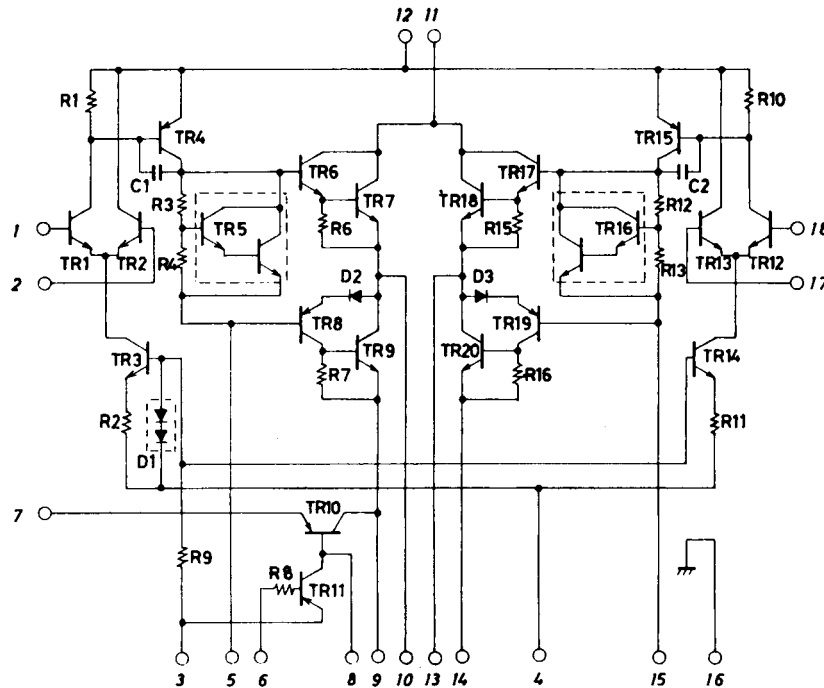 12 11
R1 R10
TR4 TR15
C1 TR6 TR17 C2
TR7 TR18
R3 R12
TR5 TR16
1 R6 R15 18
R4 R13
TR1 TR2 TR13 TR12
2 D2 D3 17
TR8 TR19
TR3 TR9 TR20 TR14
R7 R16
R2 R11
D1
7 TR10
R9 R8
TR11
3 5 6 8 9 10 13 14 4 15 16